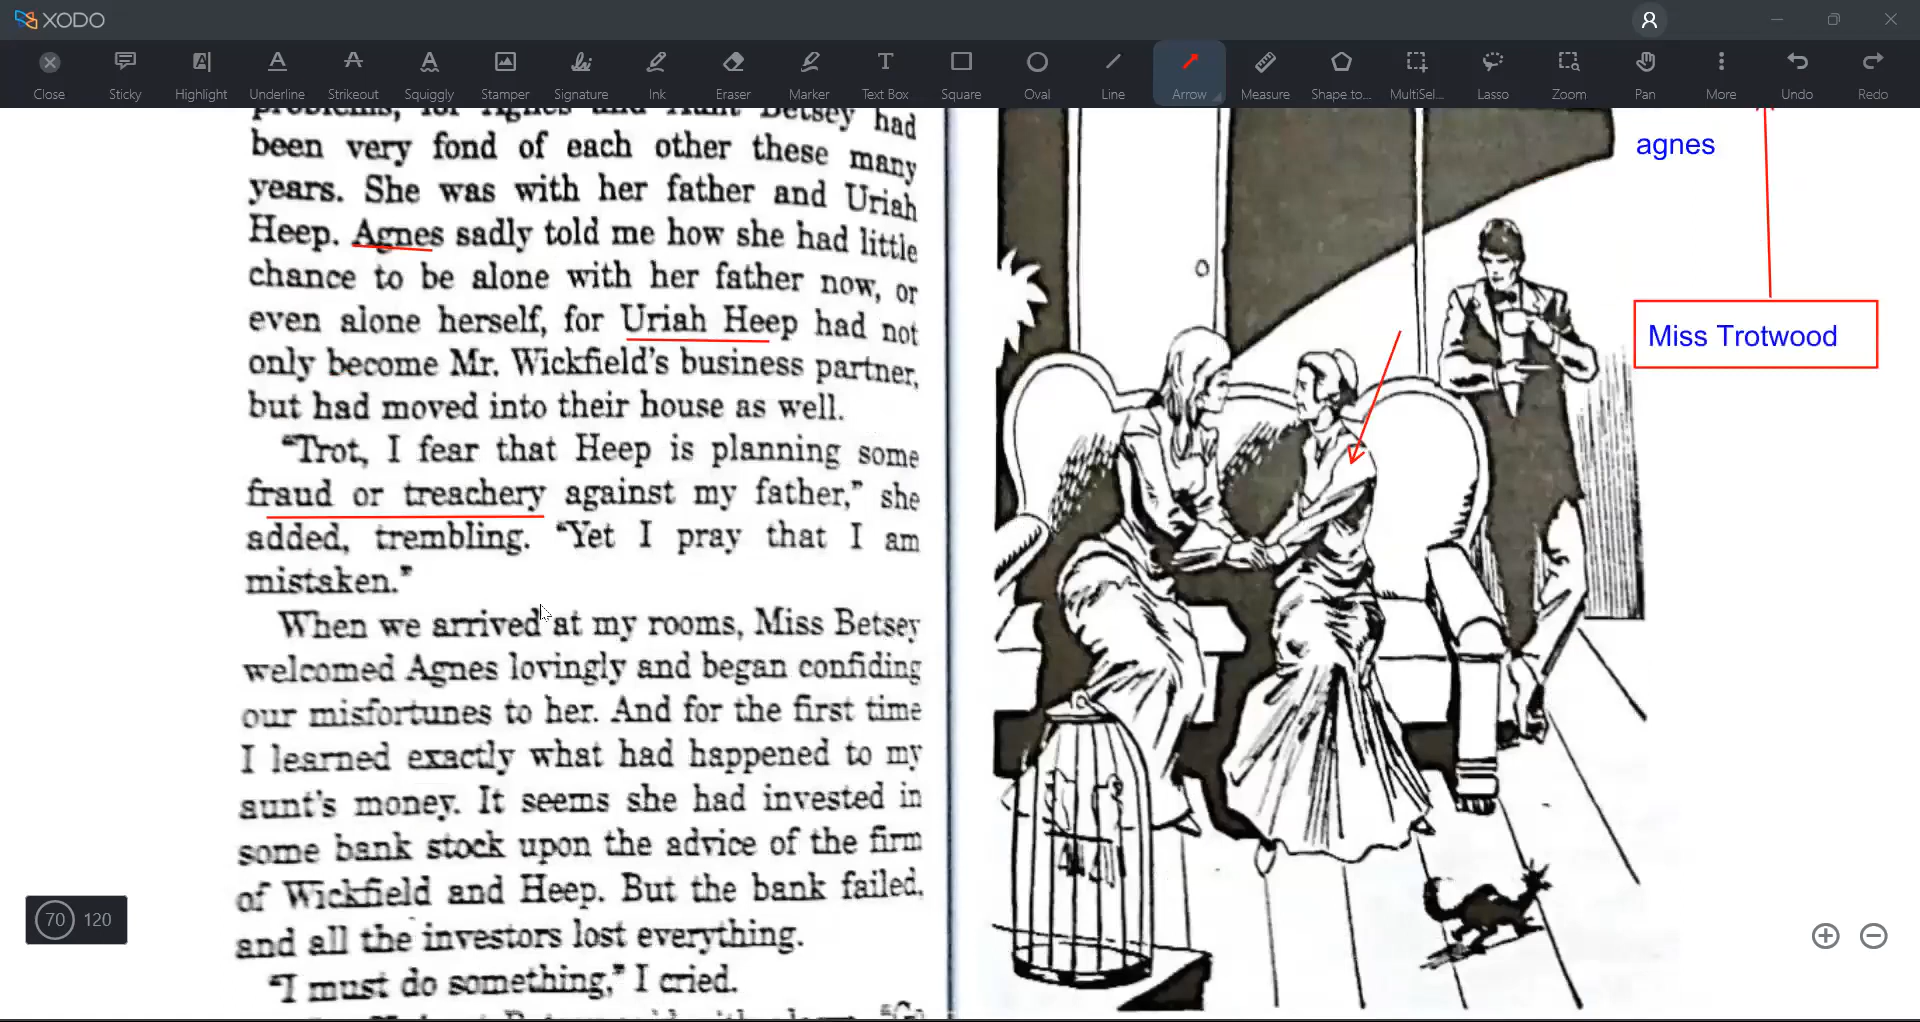 XODO
Close
Sticky
Highlight
Underline
Strikeout
Squiggly
Stamper
Signature
Ink
Eraser
Marker
Text Box
Square
Oval
Line
Arrow
Measure
Shape to...
MultiSel...
Lasso
Zoom
Pan
More
Undo
Redo
problems, for Agnes and Aunt Betsey had
been very fond of each other these many
years. She was with her father and Uriah
Heep. Agnes sadly told me how she had little
chance to be alone with her father now, or
even alone herself, for Uriah Heep had not
only become Mr. Wickfield's business partner,
but had moved into their house as well.
“Trot, I fear that Heep is planning some
fraud or treachery against my father,” she
added, trembling. “Yet I pray that I am
mistaken.”
When we arrived at my rooms, Miss Betsey
welcomed Agnes lovingly and began confiding
our misfortunes to her. And for the first time
I learned exactly what had happened to my
aunt's money. It seems she had invested in
some bank stock upon the advice of the firm
of Wickfield and Heep. But the bank failed,
and all the investors lost everything.
“I must do something,” I cried.
agnes
Miss Trotwood
70 120